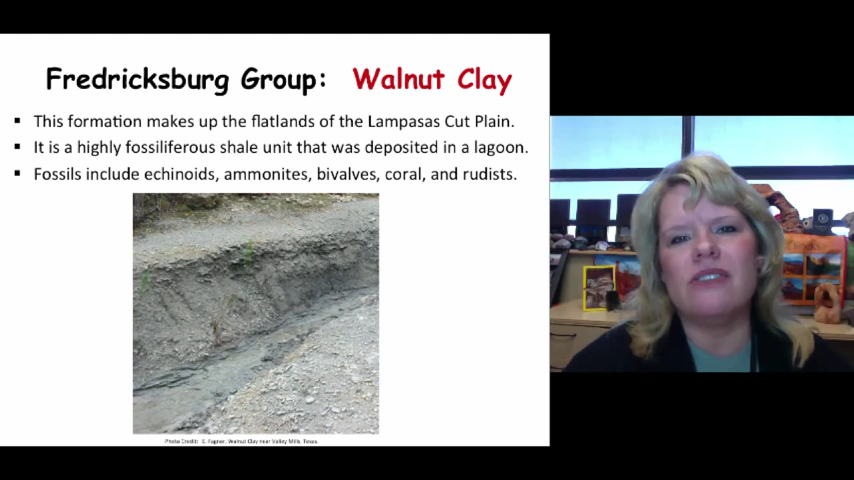 Fredricksburg Group: Walnut Clay
▪ This formation makes up the flatlands of the Lampasas Cut Plain.
▪ It is a highly fossiliferous shale unit that was deposited in a lagoon.
▪ Fossils include echinoids, ammonites, bivalves, coral, and rudists.
Photo Credit: E. Fagner, Walnut Clay near Valley Mills, Texas.